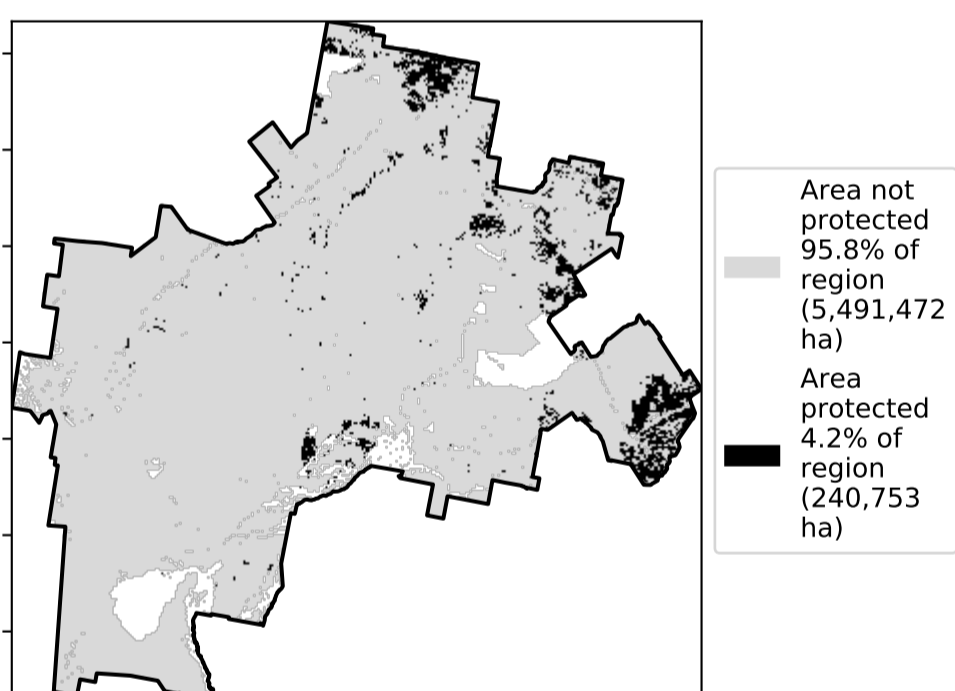 Area not
protected
95.8% of
region
(5,491,472
ha)
Area
protected
4.2% of
region
(240,753
ha)